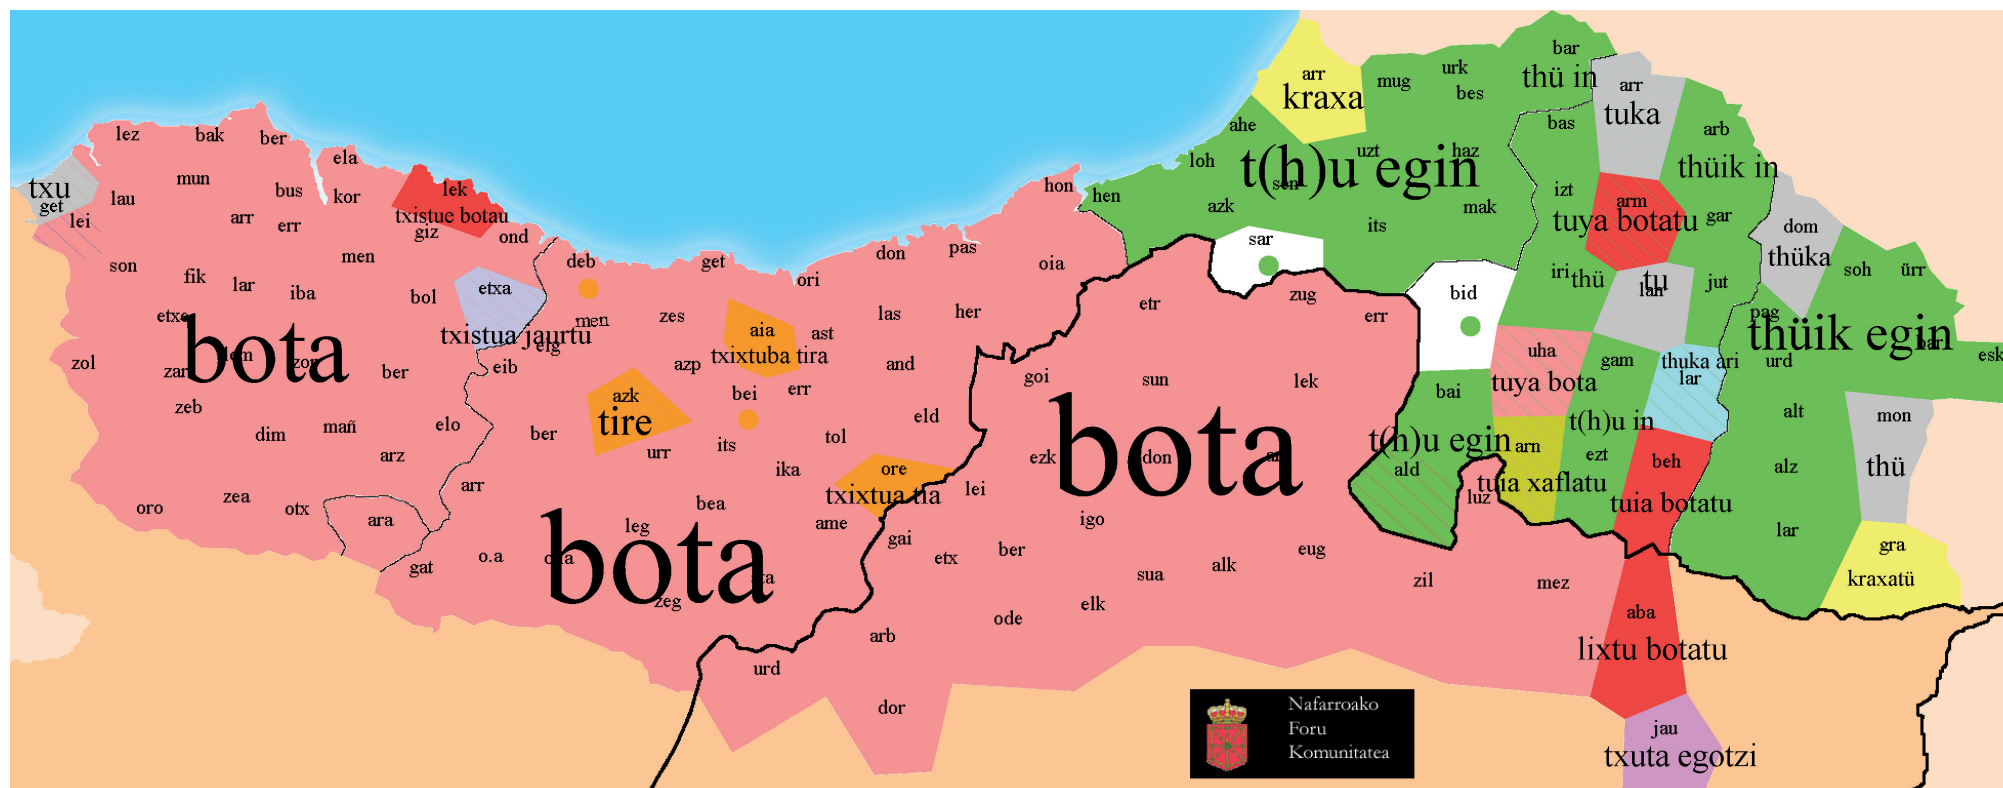 bar
thü in
urk
mug
bes
arr
kraxa
arr
tuka
lez
bak
ber
ela
ahe
bas
arb
uzt
haz
loh
t(h)u egin
sen
thüik in
mun
bus
kor
lek
hon
hen
txu
get
lau
arr
err
txistue botau
giz
ond
lei
azk
its
mak
izt
arm
tuya botatu
gar
dom
thüka
son
fik
lar
iba
men
bol
deb
get
ori
don
pas
oia
sar
iri
thü
tu
lan
jut
soh
ürr
etxa
txistua jaurtu
etxe
bota
men
elg
zes
aia
txixtuba tira
ast
las
her
etr
zug
err
bid
pag
thüik egin
bar
esk
zol
zar
lem
zon
ber
eib
azp
bei
err
and
goi
sun
lek
uha
tuya bota
gam
thuka ari
lar
urd
bai
zeb
dim
mañ
elo
arz
azk
tire
ber
urr
its
tol
eld
ika
ezk
don
bota
t(h)u egin
ald
arn
t(h)u in
ezt
tuia xaflatu
luz
beh
tuia botatu
alt
alz
mon
thü
lar
gra
kraxatü
oro
zea
otx
ara
arr
ore
txixtua tia
lei
gat
o.a
leg
bea
ame
gai
bota
zeg
etx
ber
igo
sua
alk
eug
elk
ode
zil
mez
arb
urd
dor
aba
lixtu botatu
jau
txuta egotzi
Nafarroako
Foru
Komunitatea